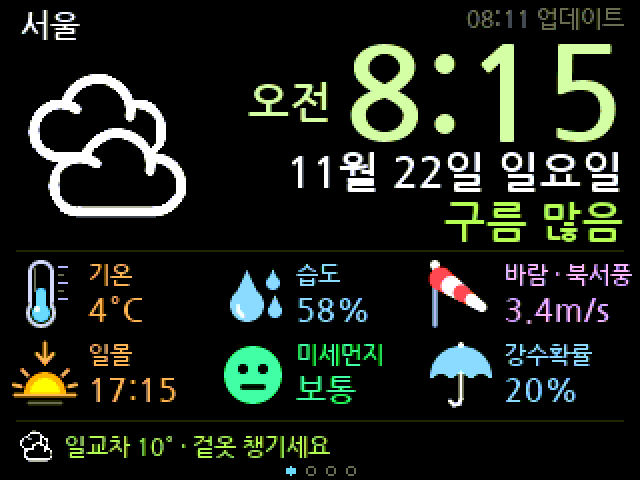 서울
08:11 업데이트
오전 8:15
11월 22일 일요일
구름 많음
기온
4°C
습도
58%
바람 · 북서풍
3.4m/s
일몰
17:15
미세먼지
보통
강수확률
20%
일교차 10° · 겉옷 챙기세요